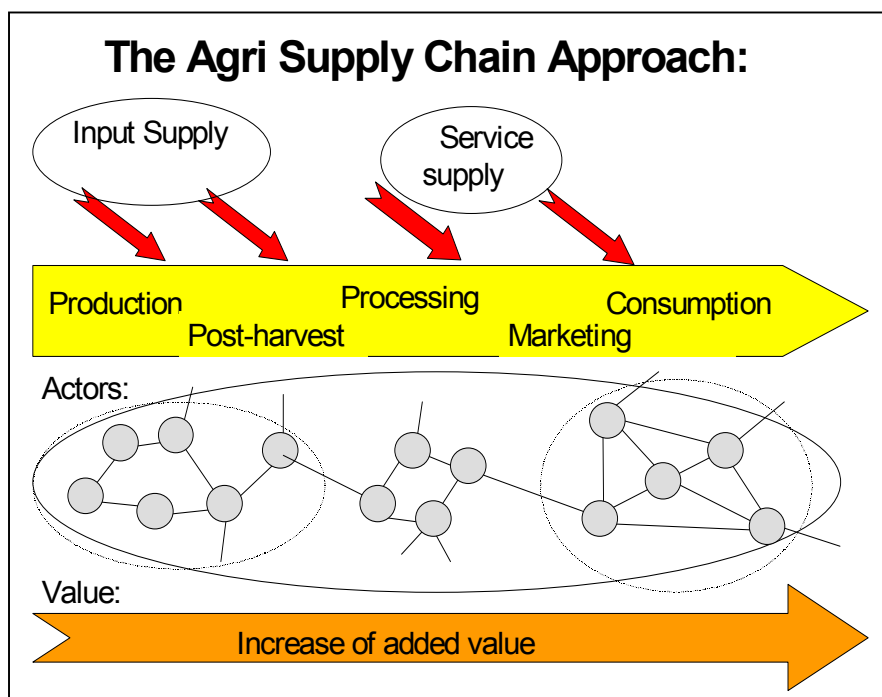 The Agri Supply Chain Approach:
Input Supply
Service
supply
Production
Post-harvest
Processing
Marketing
Consumption
Actors:
Value:
Increase of added value